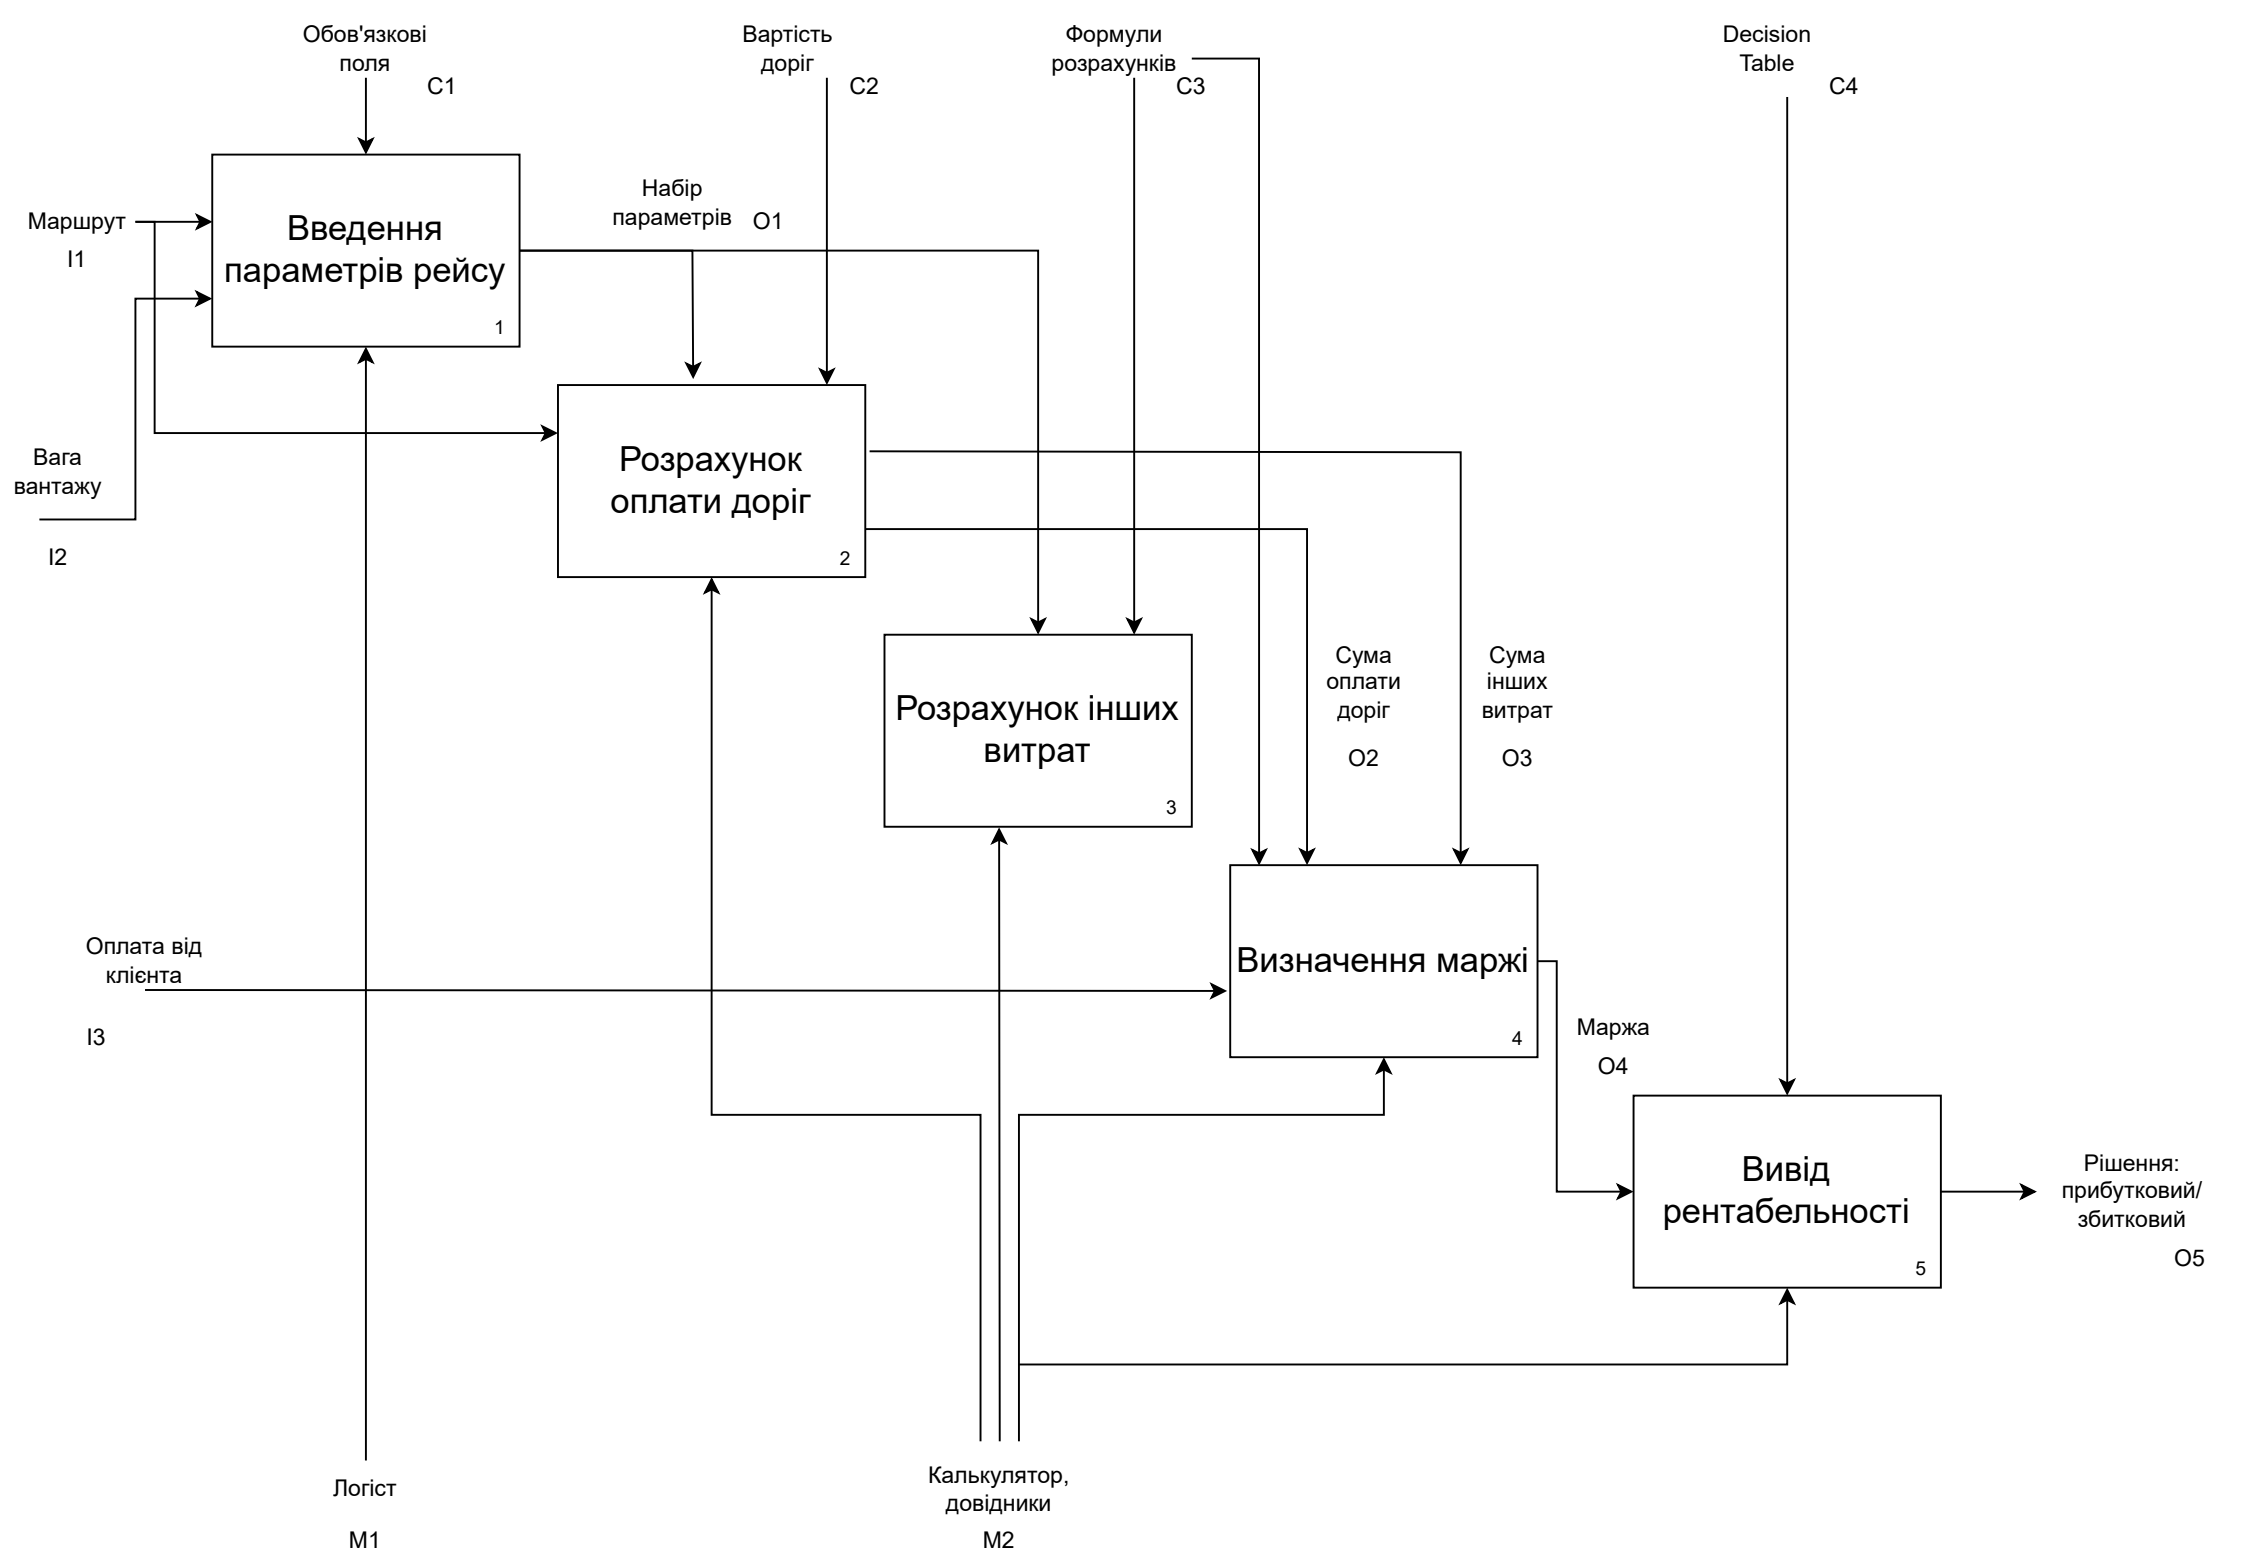 Обов'язкові
поля
C1
Вартість
доріг
C2
Формули
розрахунків
C3
Decision
Table
C4
Маршрут
I1
Введення
параметрів рейсу
1
Набір
параметрів
O1
Вага
вантажу
I2
Розрахунок
оплати доріг
2
Розрахунок інших
витрат
3
Сума
оплати
доріг
O2
Сума
інших
витрат
O3
Оплата від
клієнта
I3
Визначення маржі
4
Маржа
O4
Вивід
рентабельності
5
Рішення:
прибутковий/
збитковий
O5
Логіст
M1
Калькулятор,
довідники
M2